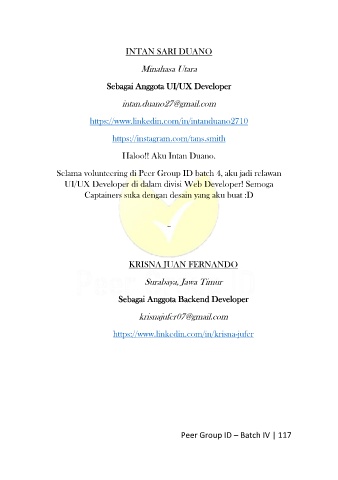 INTAN SARI DUANO
Minahasa Utara
Sebagai Anggota UI/UX Developer
intan.duano27@gmail.com
https://www.linkedin.com/in/intanduano2710
https://instagram.com/tans.smith
Haloo!! Aku Intan Duano.
Selama volunteering di Peer Group ID batch 4, aku jadi relawan
UI/UX Developer di dalam divisi Web Developer! Semoga
Captainers suka dengan desain yang aku buat :D
~
Peer Group ID
KRISNA JUAN FERNANDO
Surabaya, Jawa Timur
Sebagai Anggota Backend Developer
krisnajufer07@gmail.com
https://www.linkedin.com/in/krisna-jufer
Peer Group ID – Batch IV | 117